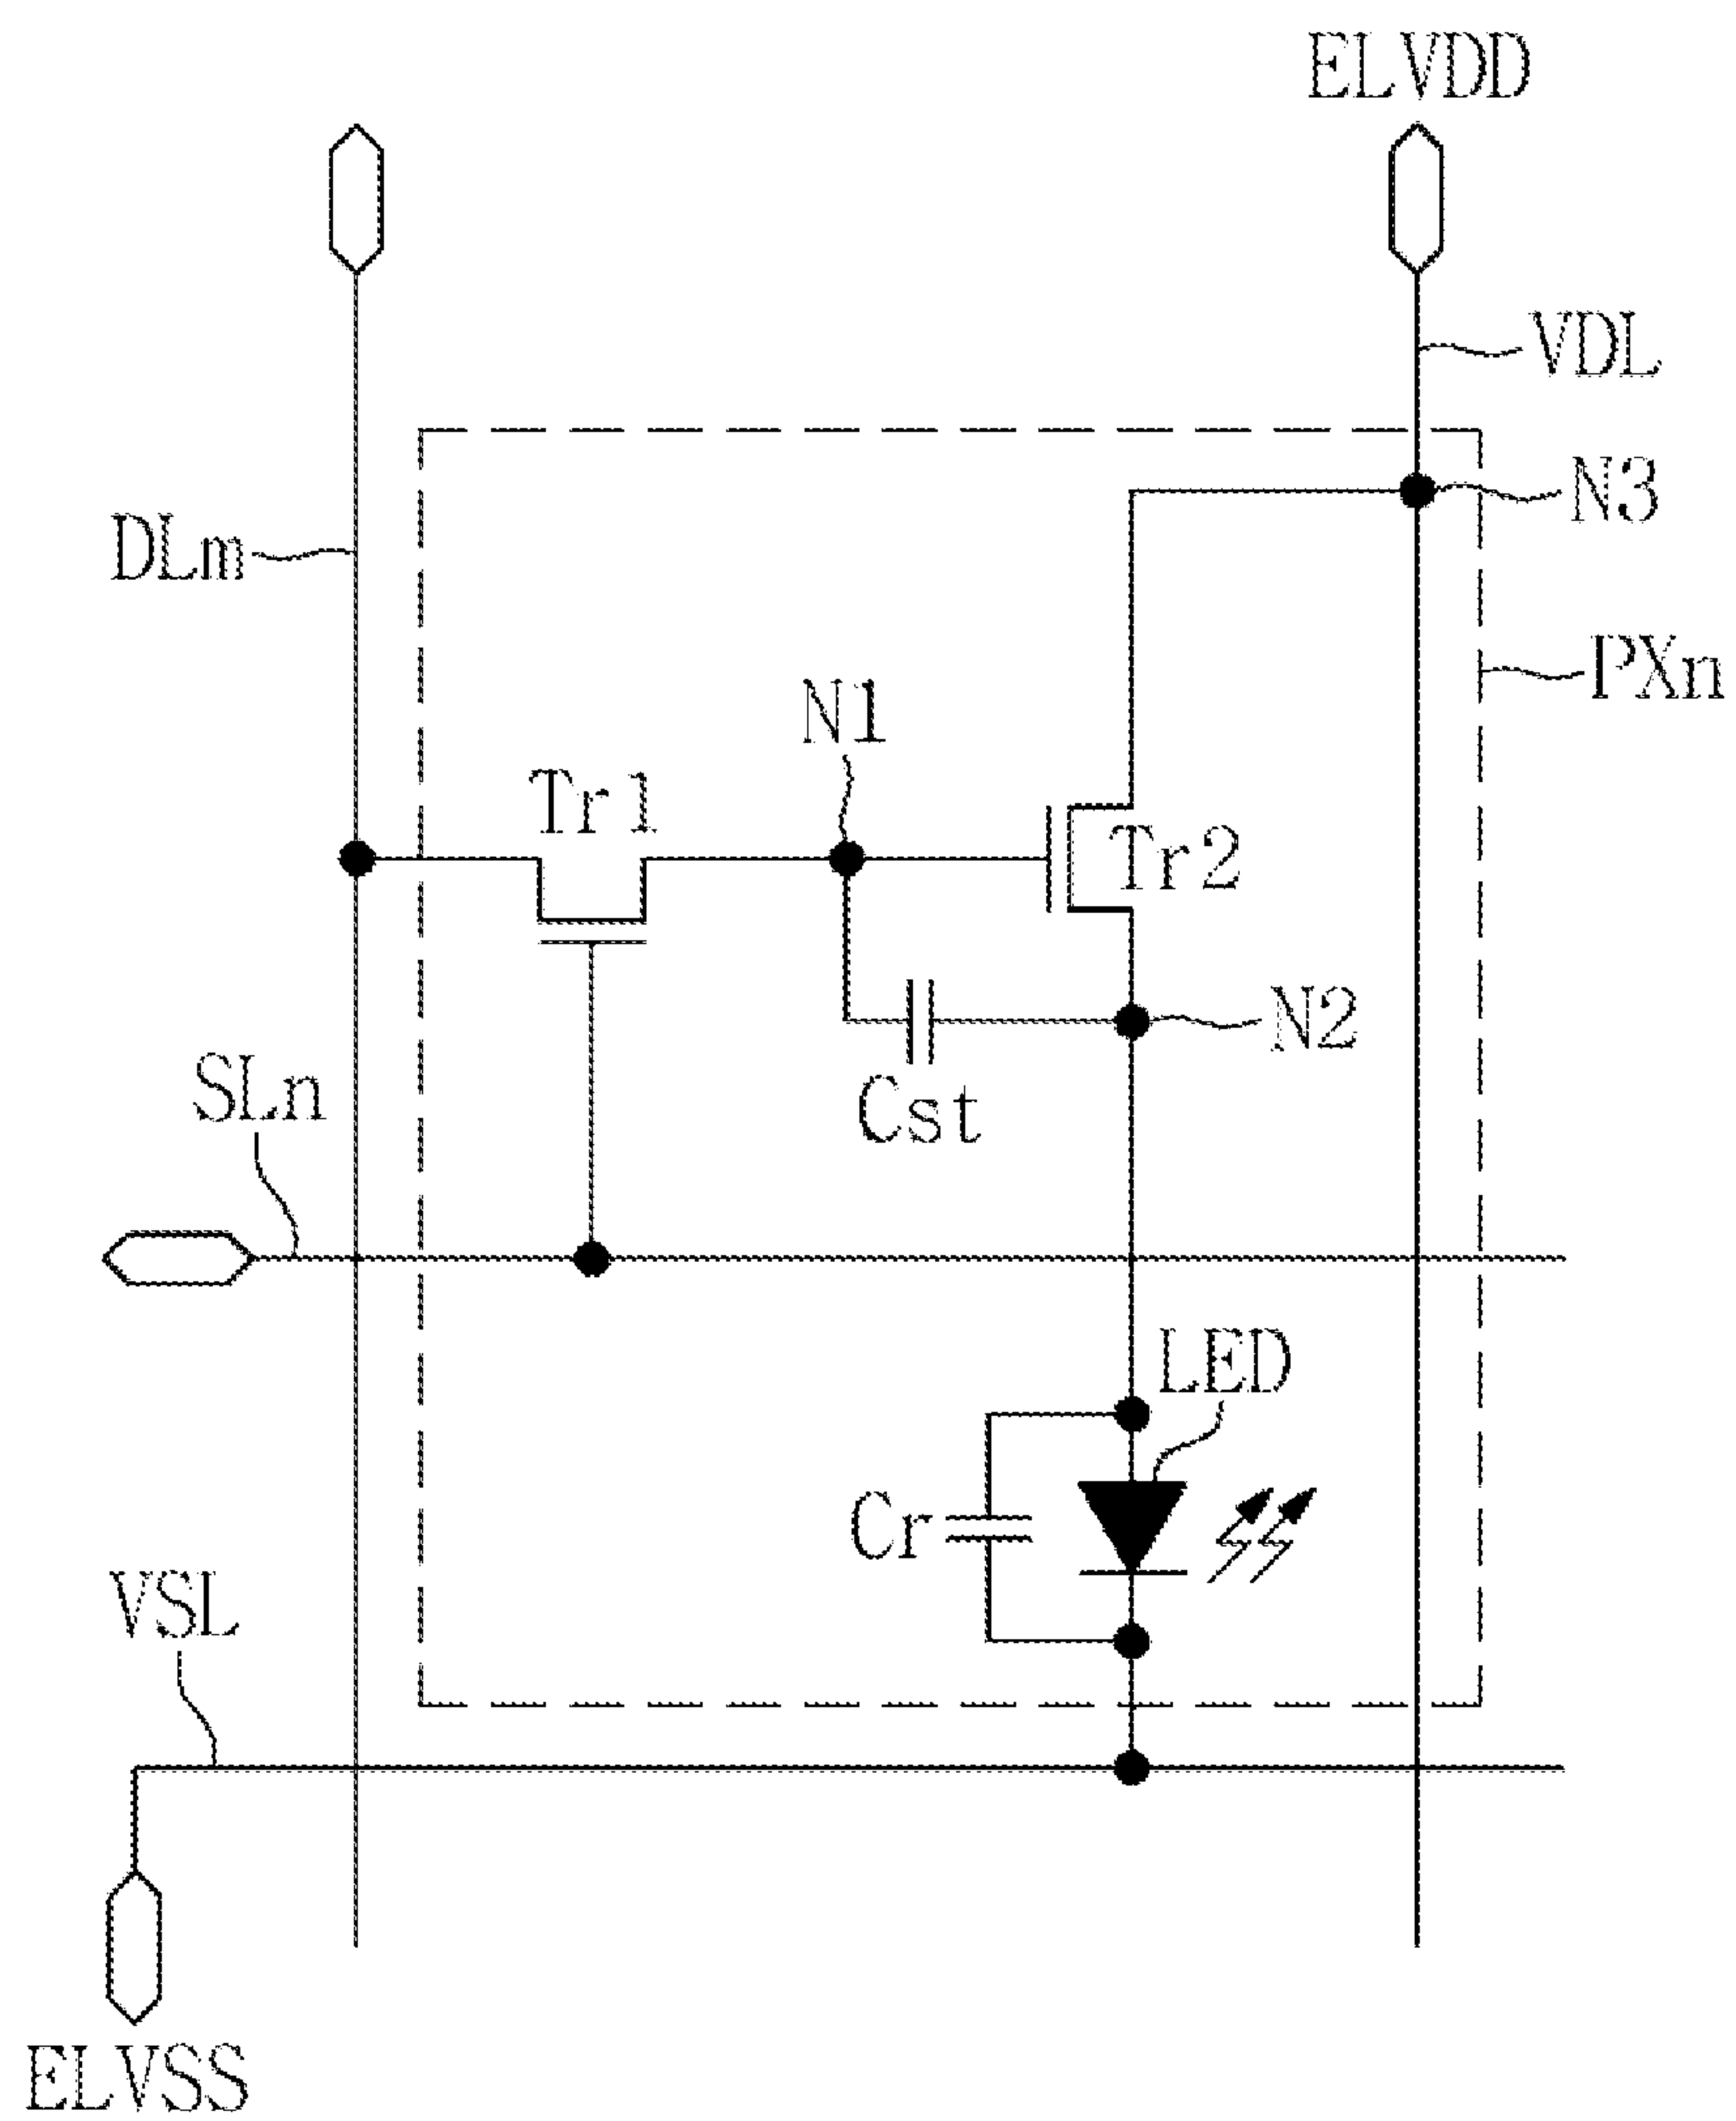 ELVDD
VDL
N3
DLm
PXn
N1
Tr1
Tr2
N2
SLn
Cst
LED
Cr
VSL
ELVSS